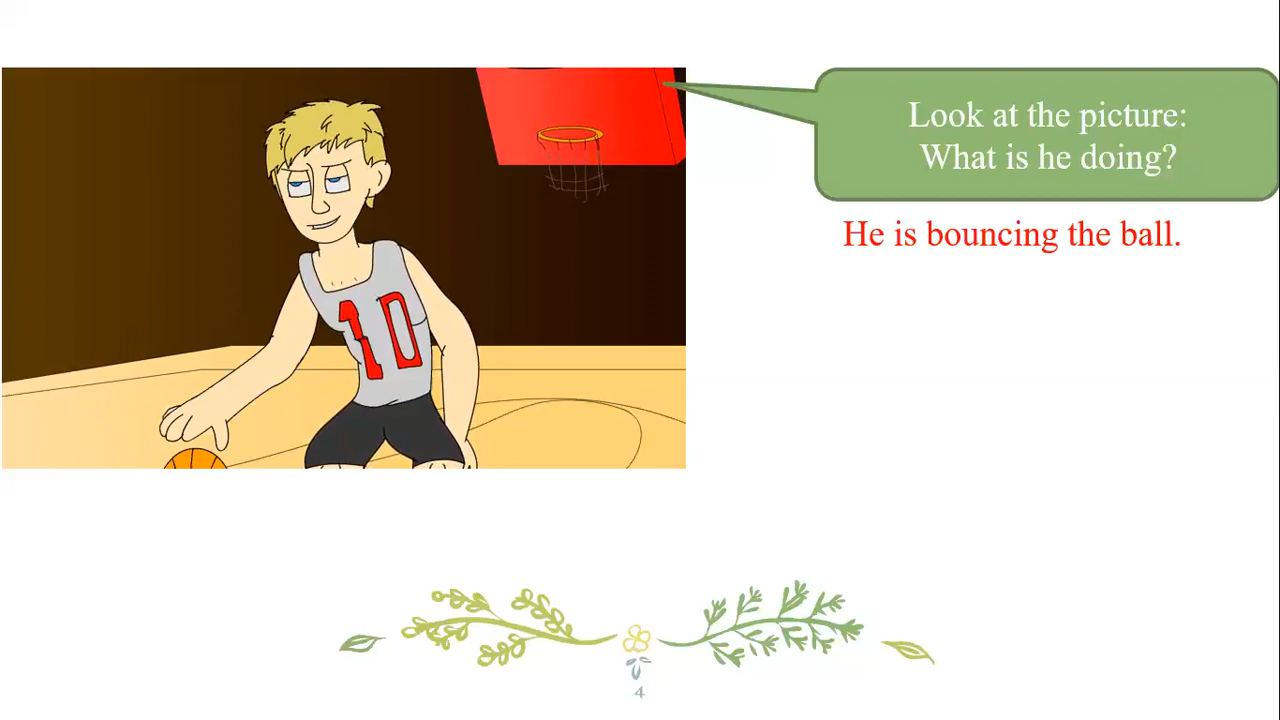 Look at the picture:
What is he doing?
He is bouncing the ball.
10
4